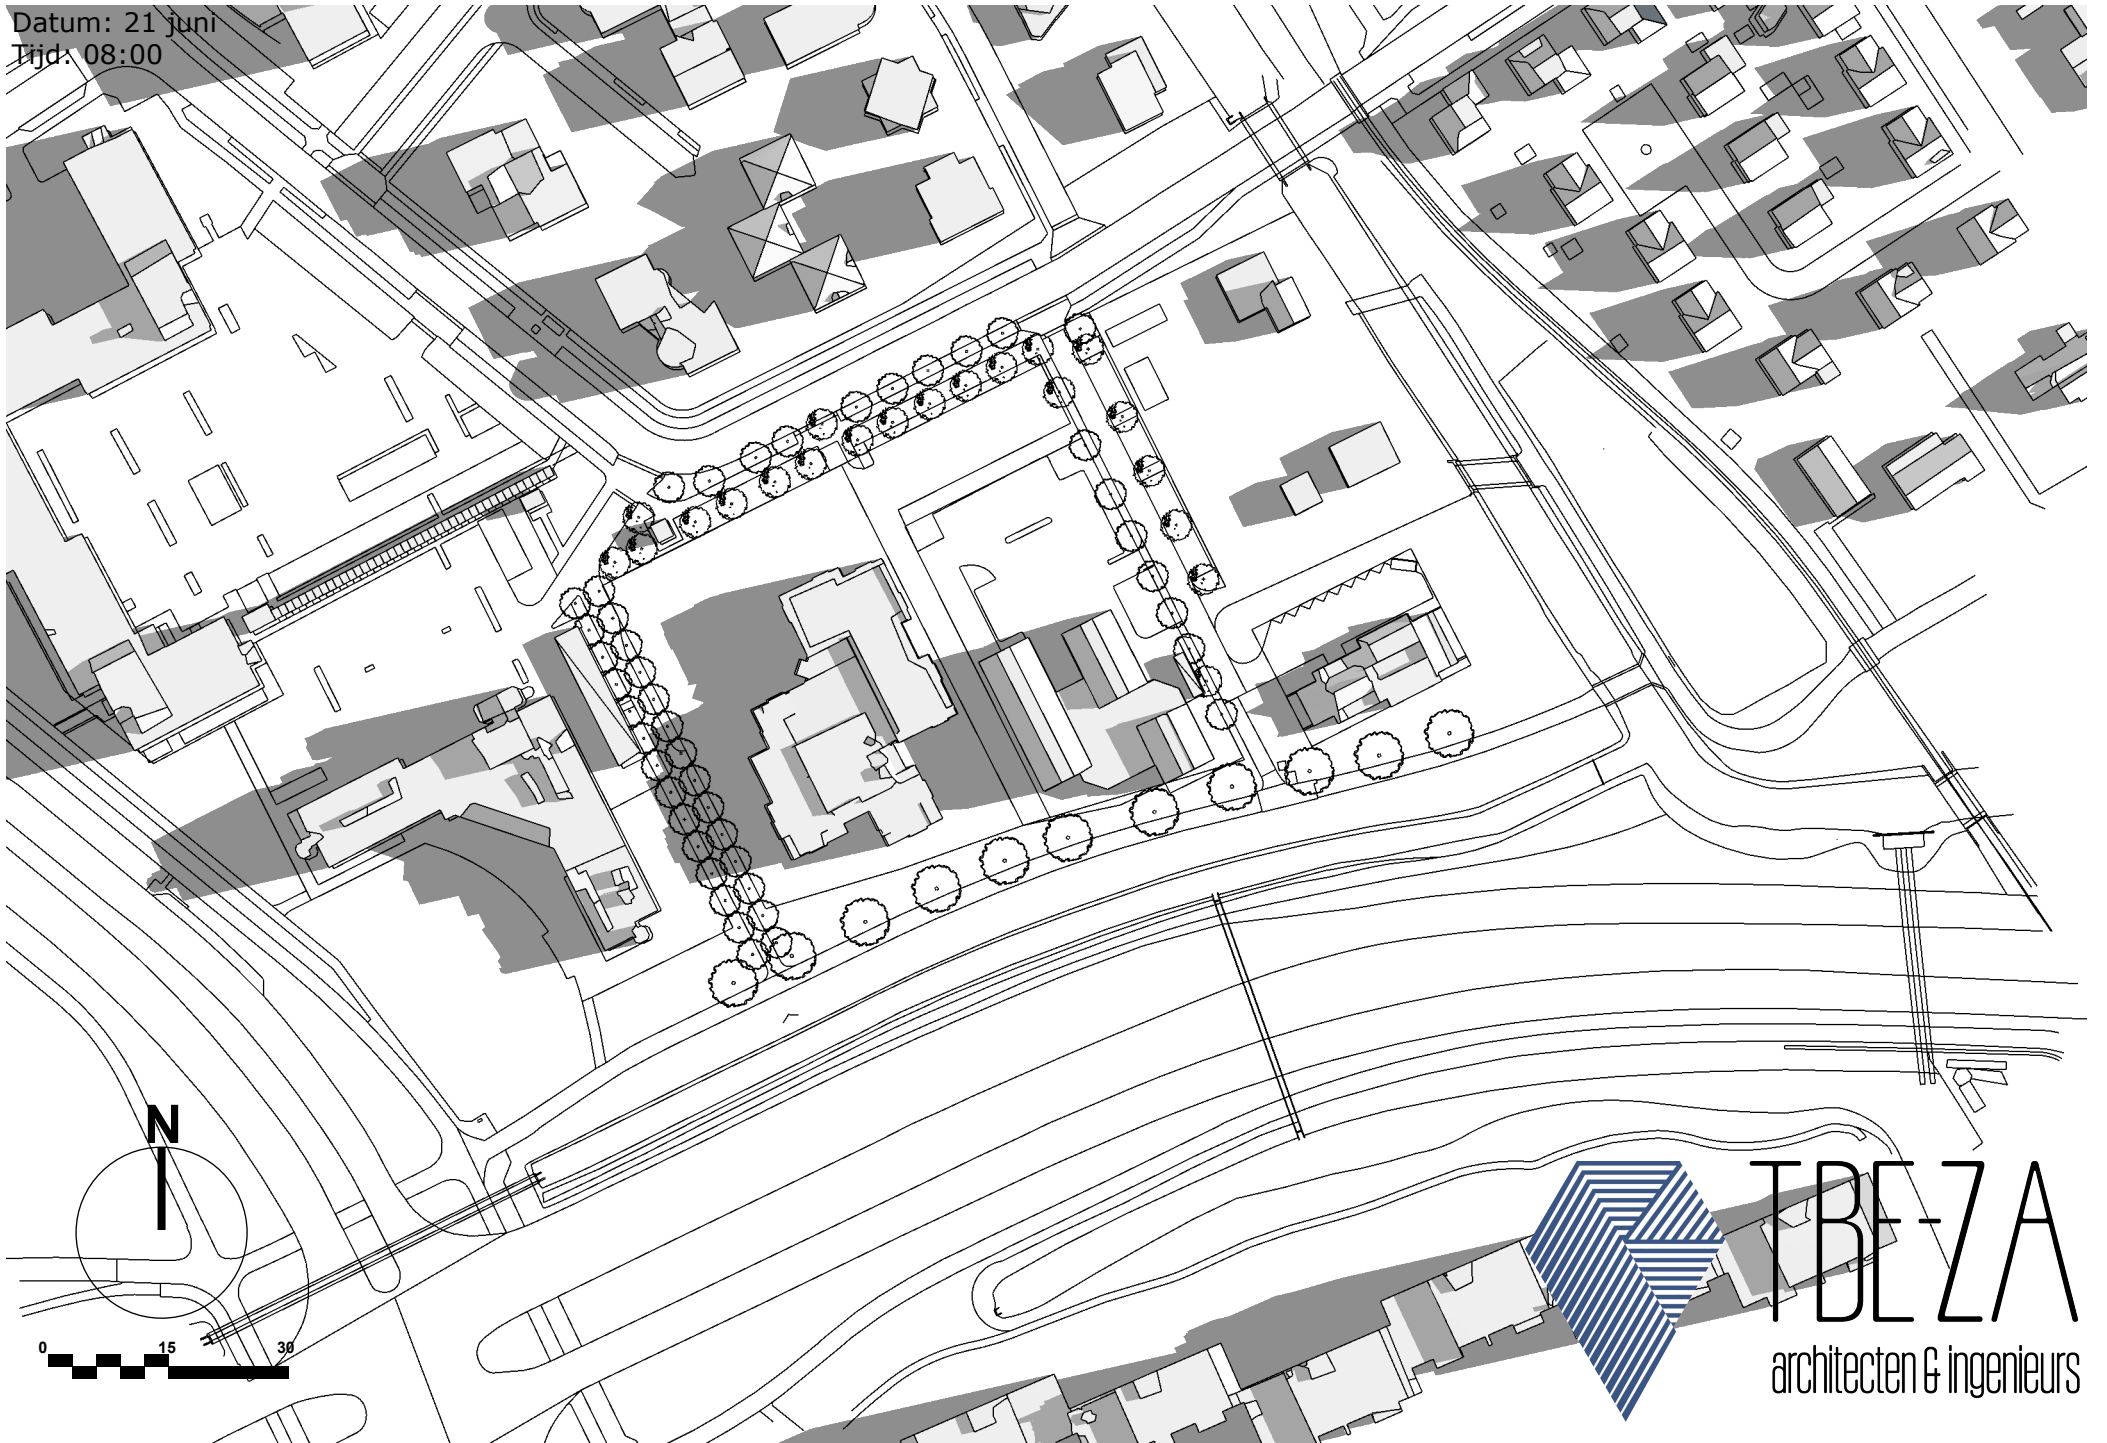 Datum: 21 juni
Tijd: 08:00
N
0 15 30
TBE-ZA
architecten & ingenieurs